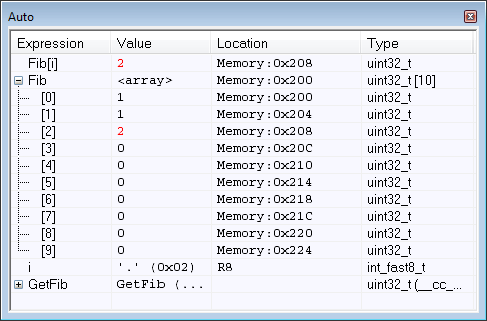 Auto
Expression Value Location Type
Fib[i] 2 Memory:0x208 uint32_t
Fib <array> Memory:0x200 uint32_t [10]
[0] 1 Memory:0x200 uint32_t
[1] 1 Memory:0x204 uint32_t
[2] 2 Memory:0x208 uint32_t
[3] 0 Memory:0x20C uint32_t
[4] 0 Memory:0x210 uint32_t
[5] 0 Memory:0x214 uint32_t
[6] 0 Memory:0x218 uint32_t
[7] 0 Memory:0x21C uint32_t
[8] 0 Memory:0x220 uint32_t
[9] 0 Memory:0x224 uint32_t
i '.' (0x02) R8 int_fast8_t
GetFib GetFib (... uint32_t (__cc_...